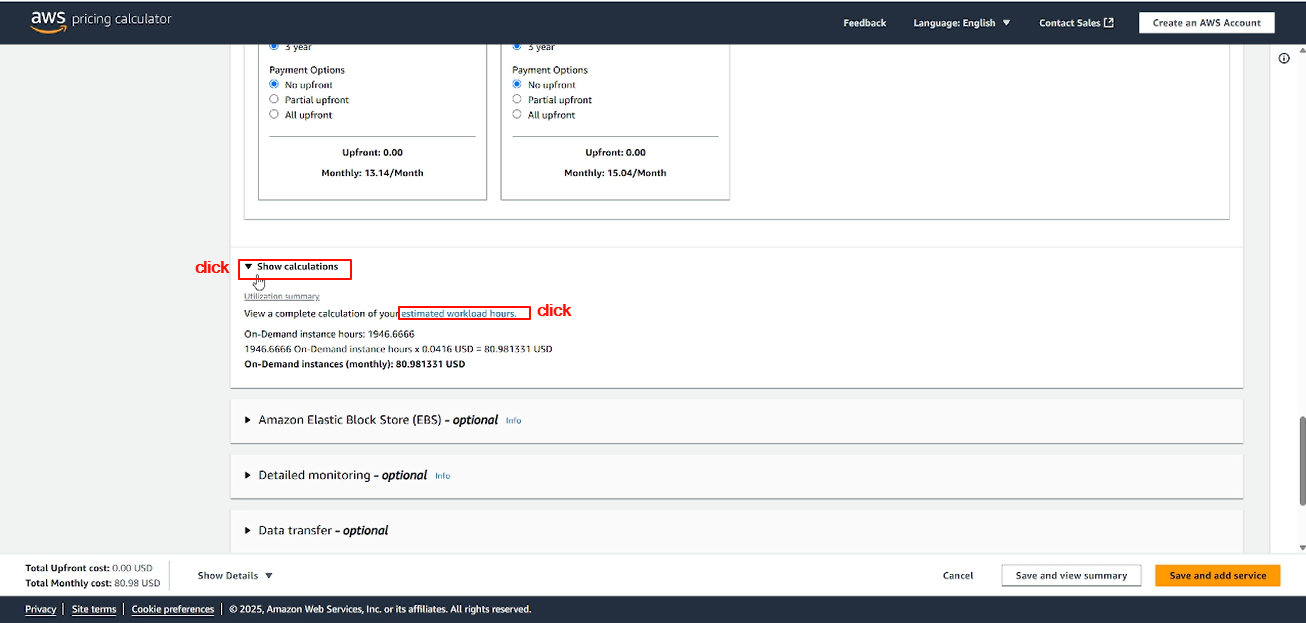 aws pricing calculator
Feedback
Language: English
Contact Sales
Create an AWS Account
3 year
3 year
Payment Options
Payment Options
No upfront
No upfront
Partial upfront
Partial upfront
All upfront
All upfront
Upfront: 0.00
Upfront: 0.00
Monthly: 13.14/Month
Monthly: 15.04/Month
click
Show calculations
Utilization summary
View a complete calculation of your estimated workload hours.
click
On-Demand instance hours: 1946.6666
1946.6666 On-Demand instance hours x 0.0416 USD = 80.981331 USD
On-Demand instances (monthly): 80.981331 USD
Amazon Elastic Block Store (EBS) - optional Info
Detailed monitoring - optional Info
Data transfer - optional
Total Upfront cost: 0.00 USD
Total Monthly cost: 80.98 USD
Show Details
Cancel
Save and view summary
Save and add service
Privacy | Site terms | Cookie preferences | © 2025, Amazon Web Services, Inc. or its affiliates. All rights reserved.